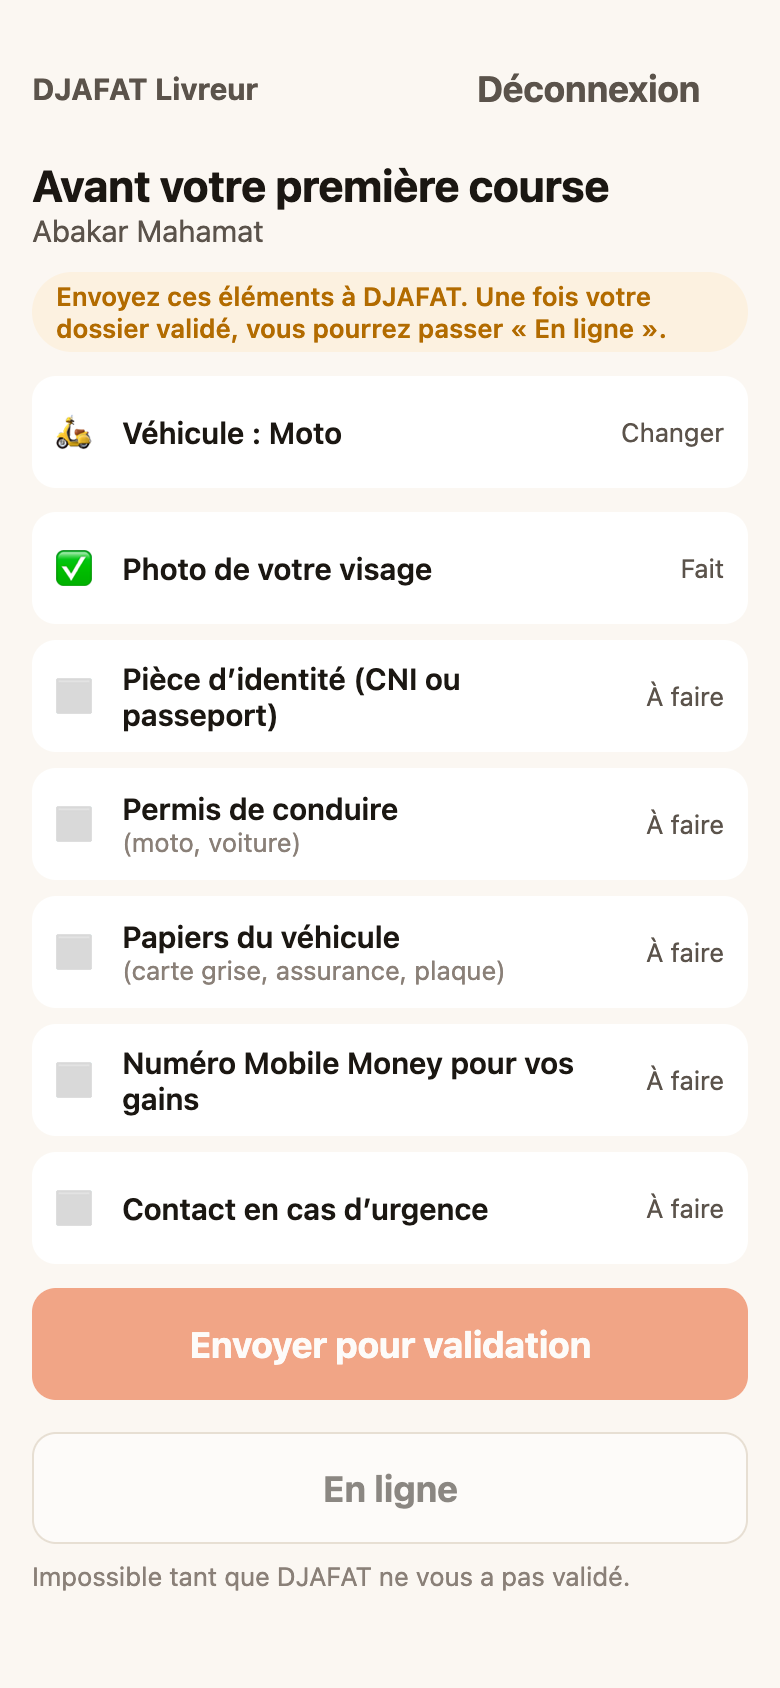 DJAFAT Livreur
Déconnexion
Avant votre première course
Abakar Mahamat
Envoyez ces éléments à DJAFAT. Une fois votre
dossier validé, vous pourrez passer « En ligne ».
Véhicule : Moto
Changer
Photo de votre visage
Fait
Pièce d’identité (CNI ou
passeport)
À faire
Permis de conduire
(moto, voiture)
À faire
Papiers du véhicule
(carte grise, assurance, plaque)
À faire
Numéro Mobile Money pour vos
gains
À faire
Contact en cas d’urgence
À faire
Envoyer pour validation
En ligne
Impossible tant que DJAFAT ne vous a pas validé.